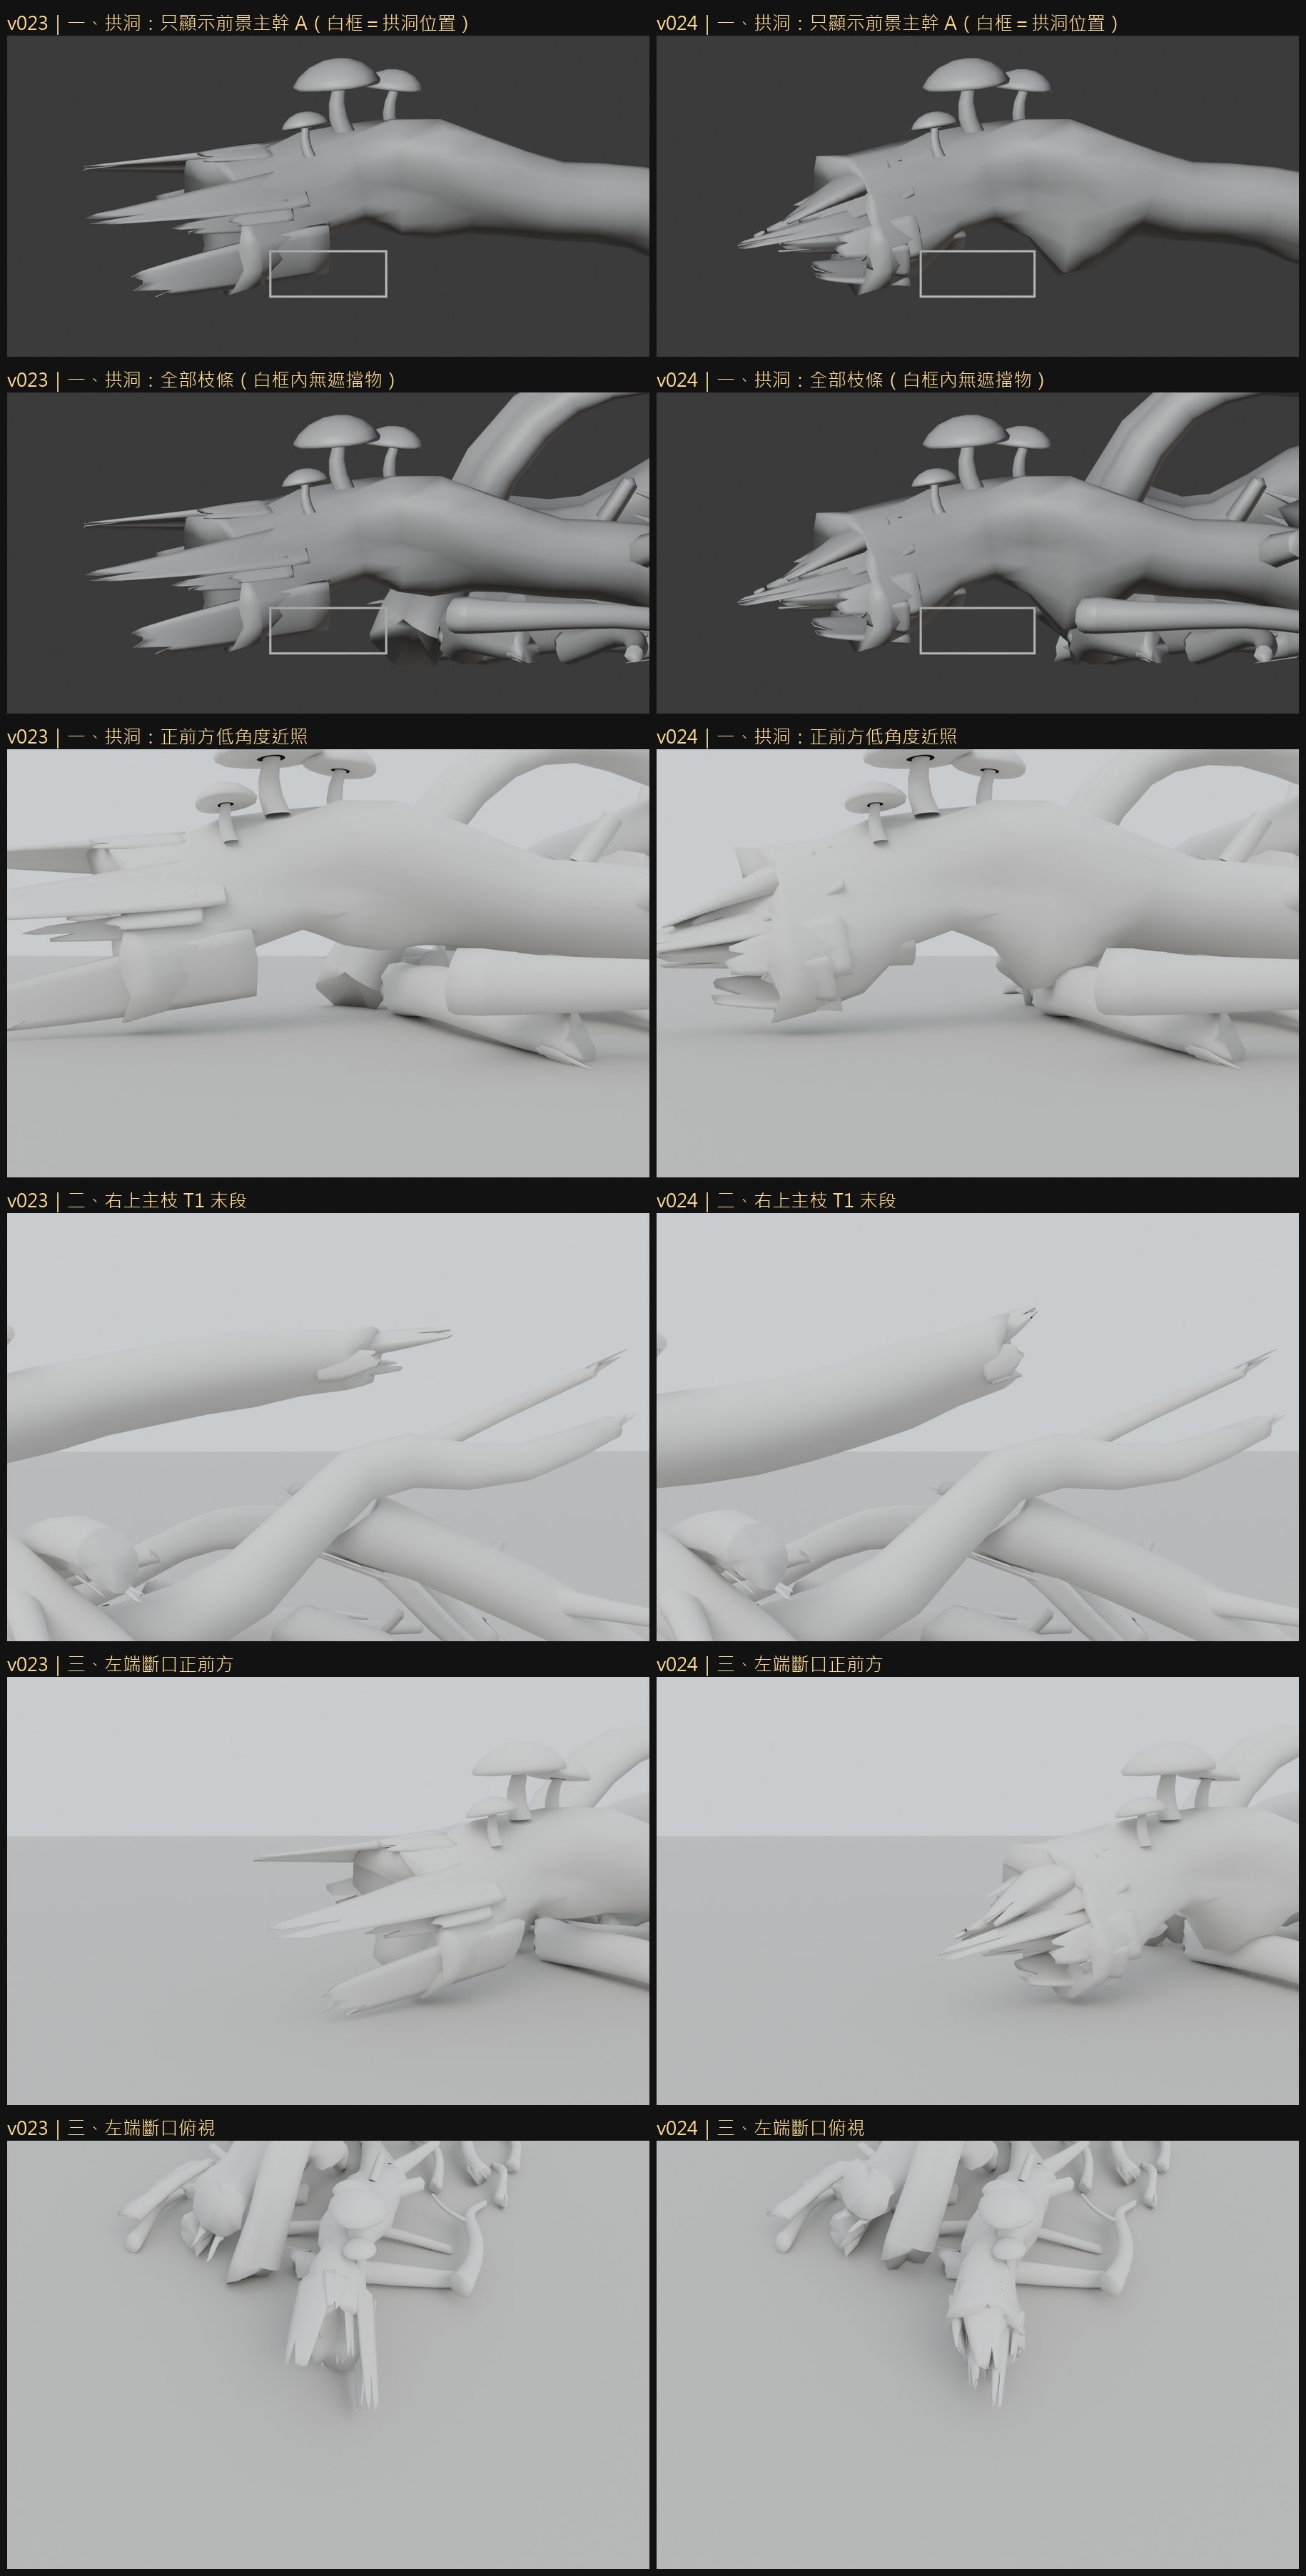 v023｜一、拱洞：只顯示前景主幹 A（白框＝拱洞位置）
v024｜一、拱洞：只顯示前景主幹 A（白框＝拱洞位置）
v023｜一、拱洞：全部枝條（白框內無遮擋物）
v024｜一、拱洞：全部枝條（白框內無遮擋物）
v023｜一、拱洞：正前方低角度近照
v024｜一、拱洞：正前方低角度近照
v023｜二、右上主枝 T1 末段
v024｜二、右上主枝 T1 末段
v023｜三、左端斷口正前方
v024｜三、左端斷口正前方
v023｜三、左端斷口俯視
v024｜三、左端斷口俯視